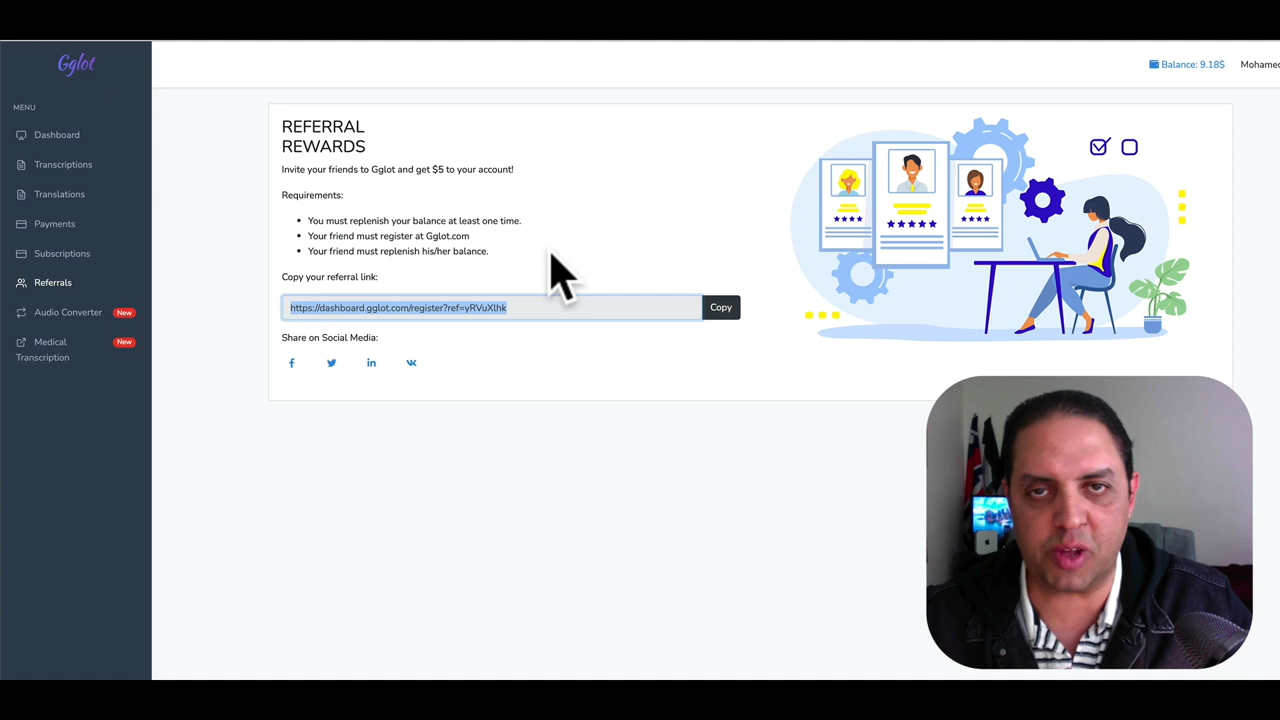 Gglot
Balance: 9.18$
Mohamed
MENU
Dashboard
Transcriptions
Translations
Payments
Subscriptions
Referrals
Audio Converter New
Medical New
Transcription
REFERRAL
REWARDS
Invite your friends to Gglot and get $5 to your account!
Requirements:
• You must replenish your balance at least one time.
• Your friend must register at Gglot.com
• Your friend must replenish his/her balance.
Copy your referral link:
https://dashboard.gglot.com/register?ref=yRVuXlhk
Copy
Share on Social Media: